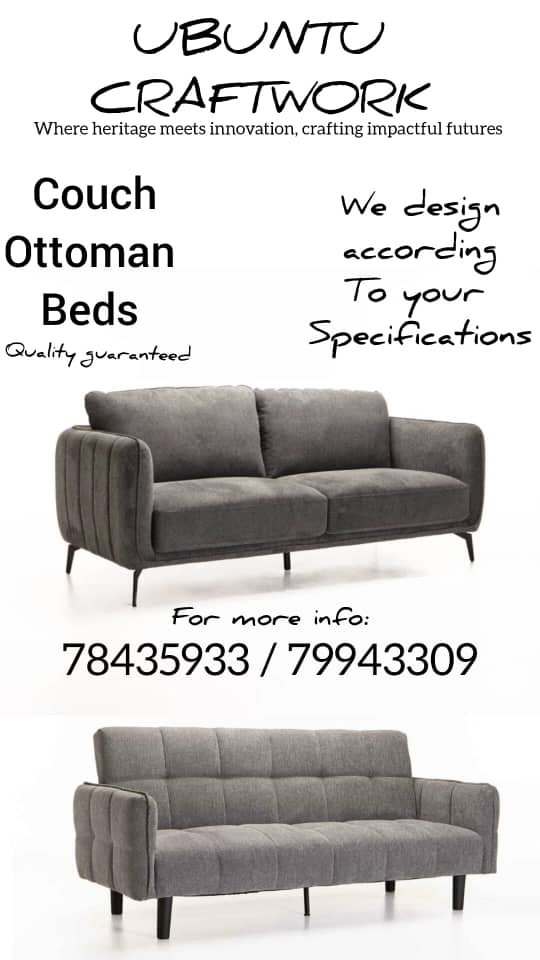 UBUNTU
CRAFTWORK
Where heritage meets innovation, crafting impactful futures
Couch
Ottoman
Beds
Quality guaranteed
We design
according
To your
Specifications
For more info:
78435933 / 79943309